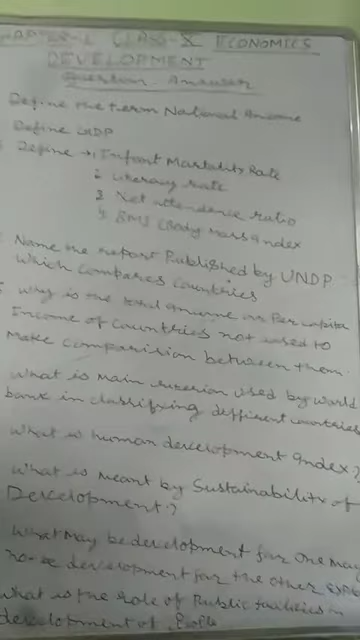 CHAPTER-1 CLASS-X ECONOMICS
DEVELOPMENT
Question - Answer
Define the term National Income
Define GDP
Define → 1 Infant Mortality Rate
2 Literacy rate
3 Net attendence ratio
4 BMI (Body Mass Index
Name the report Published by UNDP
Which compares countries
Why is the total Income or Per capita
Income of Countries not used to
Make comparision between them.
What is main criterion used by world
bank in classifying different countries
What is human development Index?
What is meant by Sustainability of
Development?
What May be development for one may
not be development for the other
What is the role of Public facilities in
development of